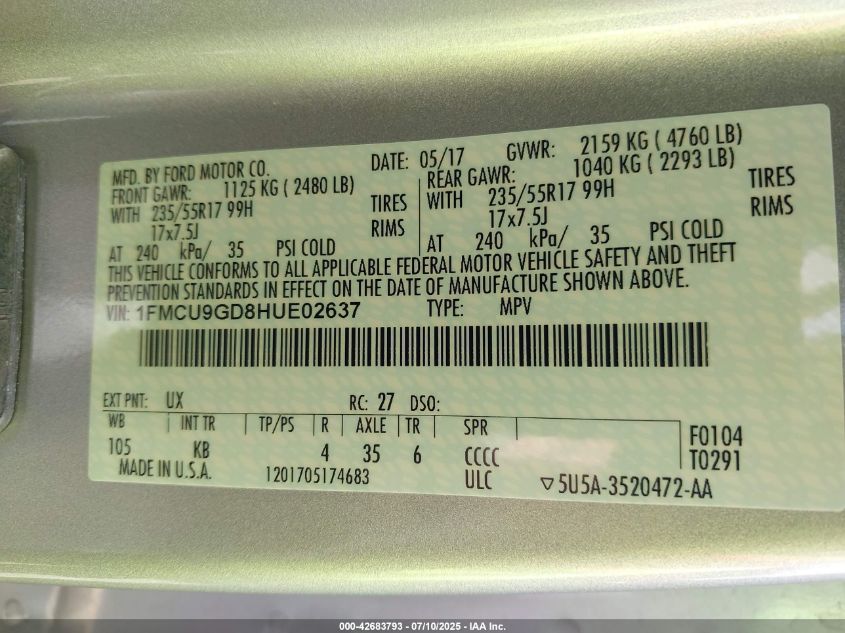 MFD. BY FORD MOTOR CO. DATE: 05/17 GVWR: 2159 KG ( 4760 LB)
FRONT GAWR: 1125 KG ( 2480 LB) REAR GAWR: 1040 KG ( 2293 LB)
WITH 235/55R17 99H TIRES WITH 235/55R17 99H TIRES
17x7.5J RIMS 17x7.5J RIMS
AT 240 kPa/ 35 PSI COLD AT 240 kPa/ 35 PSI COLD
THIS VEHICLE CONFORMS TO ALL APPLICABLE FEDERAL MOTOR VEHICLE SAFETY AND THEFT
PREVENTION STANDARDS IN EFFECT ON THE DATE OF MANUFACTURE SHOWN ABOVE.
VIN: 1FMCU9GD8HUE02637 TYPE: MPV
EXT PNT: UX RC: 27 DSO:
WB INT TR TP/PS R AXLE TR SPR
105 KB 4 35 6 CCCC
F0104
T0291
MADE IN U.S.A. 1201705174683 ULC ▽5U5A-3520472-AA
000-42683793 - 07/10/2025 - IAA Inc.